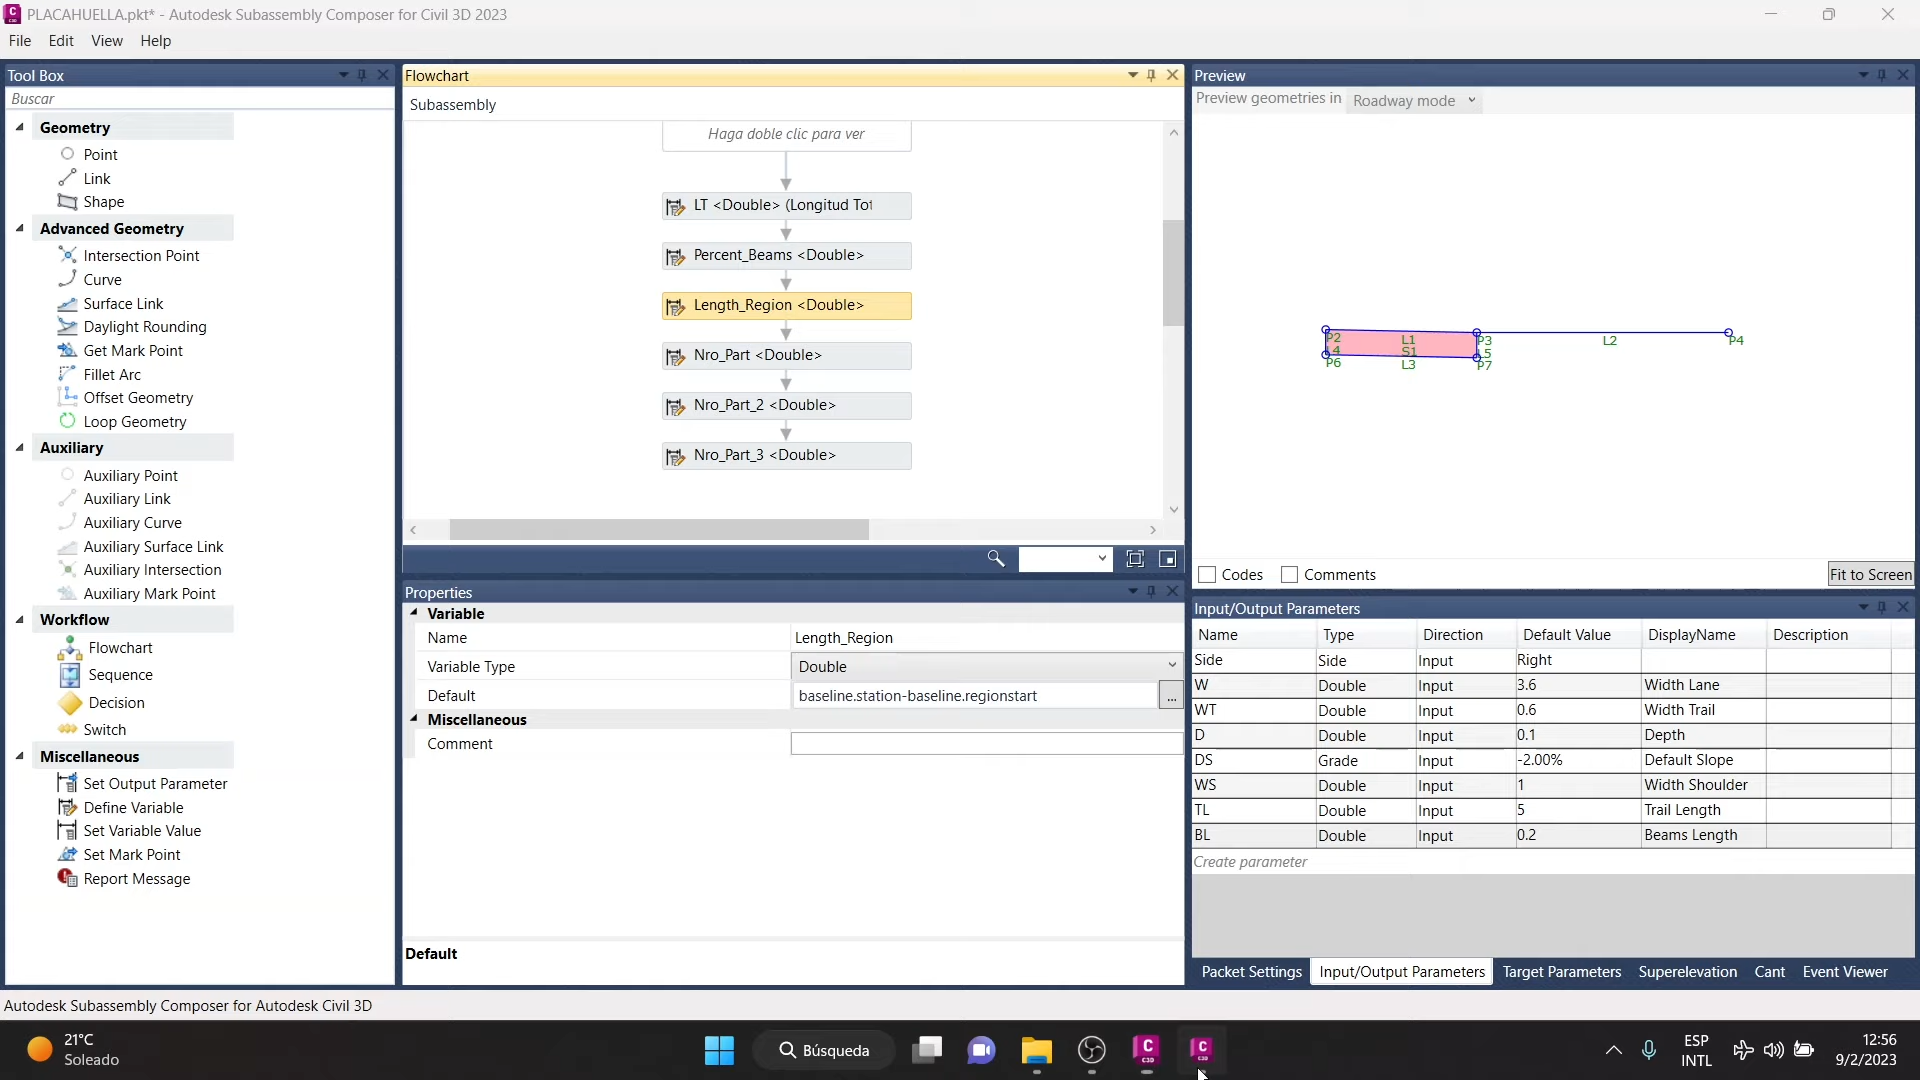 PLACAHUELLA.pkt* - Autodesk Subassembly Composer for Civil 3D 2023
File Edit View Help
Tool Box
Buscar
Geometry
Point
Link
Shape
Advanced Geometry
Intersection Point
Curve
Surface Link
Daylight Rounding
Get Mark Point
Fillet Arc
Offset Geometry
Loop Geometry
Auxiliary
Auxiliary Point
Auxiliary Link
Auxiliary Curve
Auxiliary Surface Link
Auxiliary Intersection
Auxiliary Mark Point
Workflow
Flowchart
Sequence
Decision
Switch
Miscellaneous
Set Output Parameter
Define Variable
Set Variable Value
Set Mark Point
Report Message
Flowchart
Subassembly
Haga doble clic para ver
LT <Double> (Longitud Tot
Percent_Beams <Double>
Length_Region <Double>
Nro_Part <Double>
Nro_Part_2 <Double>
Nro_Part_3 <Double>
Properties
Variable
Name Length_Region
Variable Type Double
Default baseline.station-baseline.regionstart ...
Miscellaneous
Comment
Default
Preview
Preview geometries in Roadway mode
P2 L1 P3 L2 P4
L4 S1 L5
P6 L3 P7
Codes Comments Fit to Screen
Input/Output Parameters
Name Type Direction Default Value DisplayName Description
Side Side Input Right
W Double Input 3.6 Width Lane
WT Double Input 0.6 Width Trail
D Double Input 0.1 Depth
DS Grade Input -2.00% Default Slope
WS Double Input 1 Width Shoulder
TL Double Input 5 Trail Length
BL Double Input 0.2 Beams Length
Create parameter
Packet Settings Input/Output Parameters Target Parameters Superelevation Cant Event Viewer
Autodesk Subassembly Composer for Autodesk Civil 3D
21°C
Soleado
Búsqueda
C
C3D
C
C3D
ESP
INTL
12:56
9/2/2023